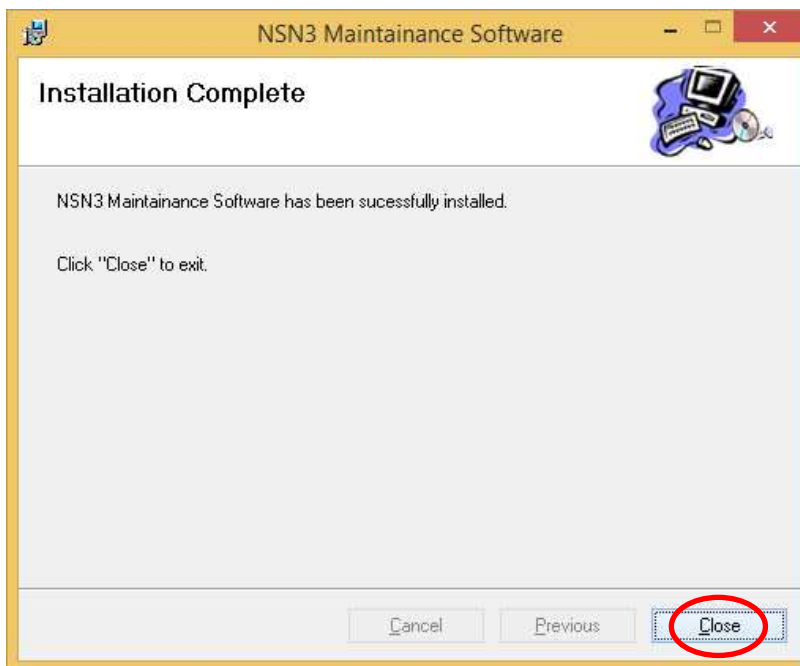 NSN3 Maintainance Software
Installation Complete
NSN3 Maintainance Software has been sucessfully installed.
Click "Close" to exit.
Cancel
Previous
Close